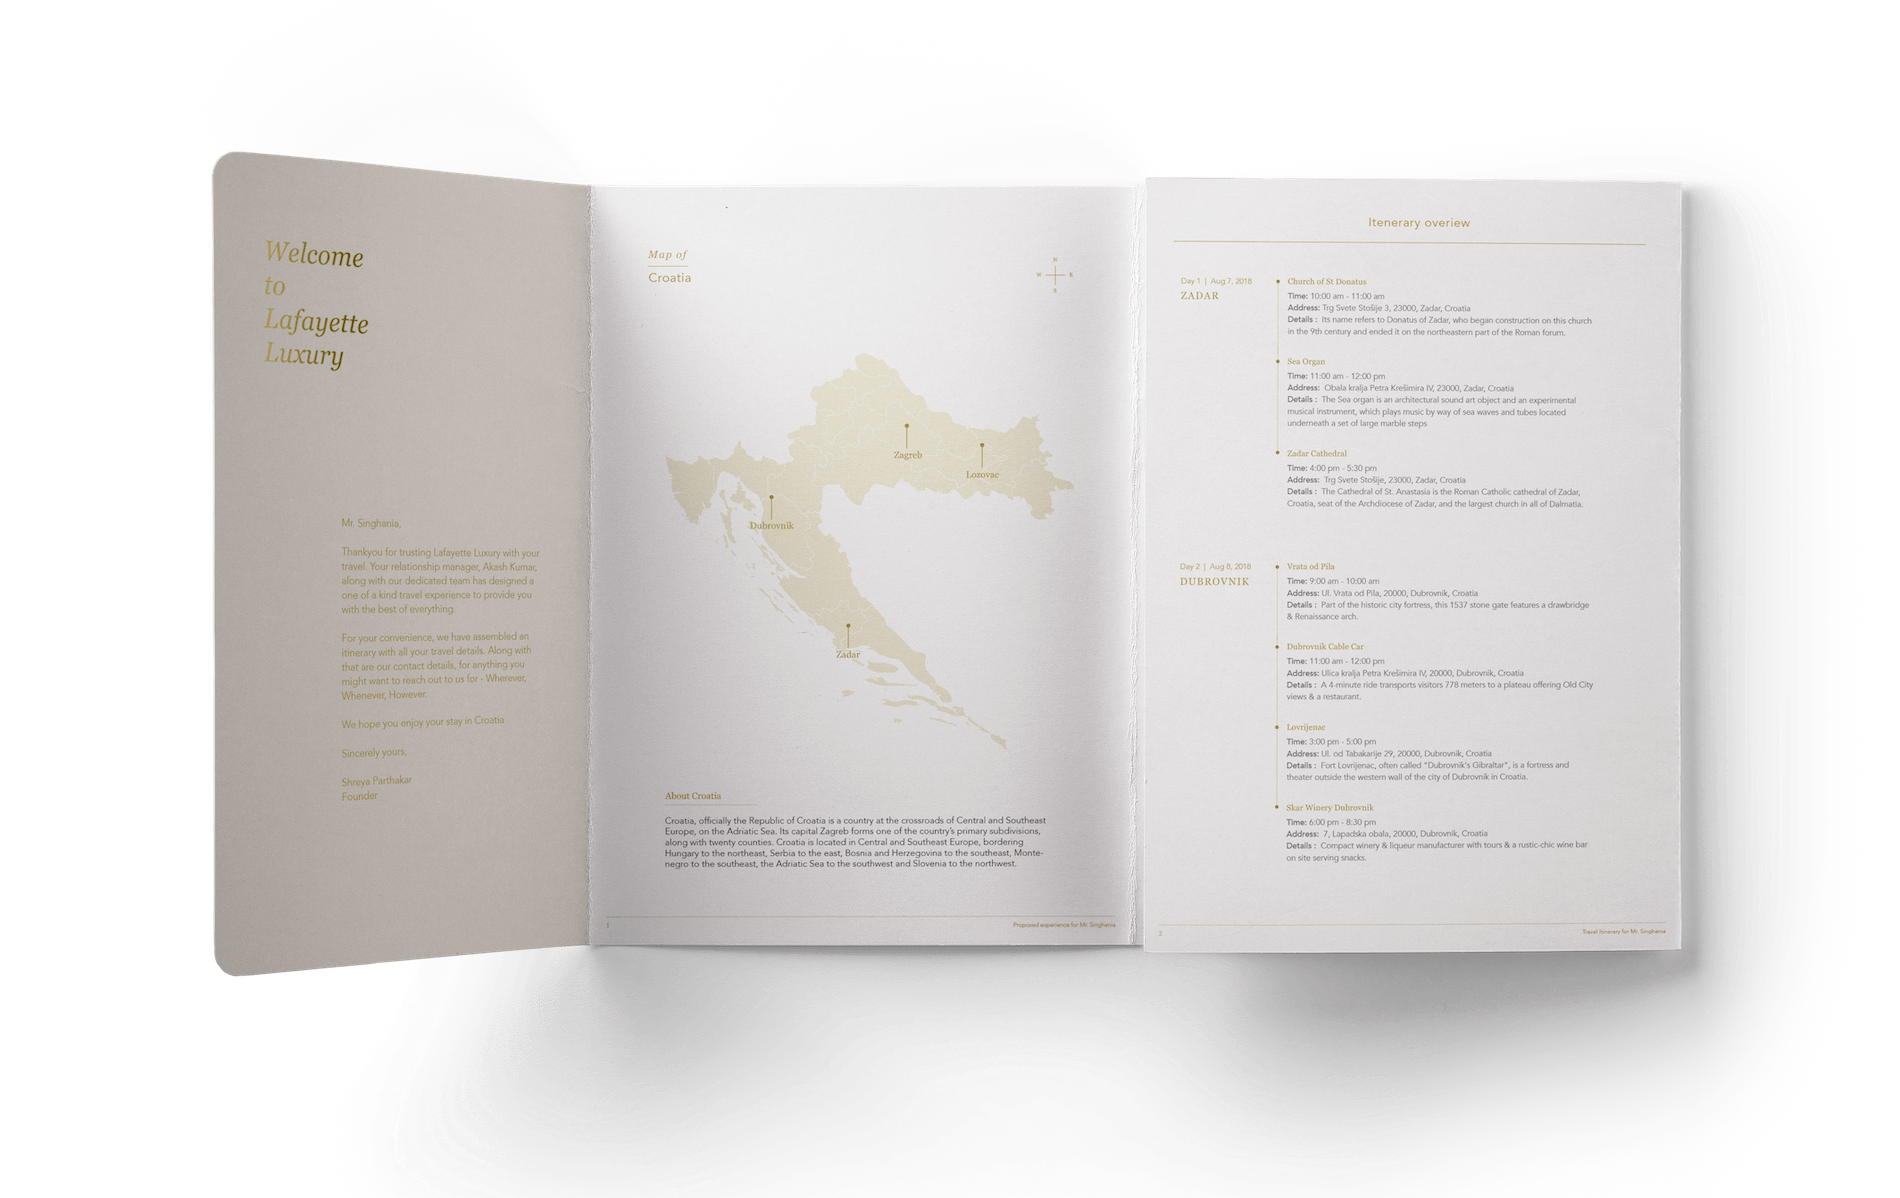 Welcome
to
Lafayette
Luxury
Mr. Singhania,
Thankyou for trusting Lafayette Luxury with your
travel. Your relationship manager, Akash Kumar,
along with our dedicated team has designed a
one of a kind travel experience to provide you
with the best of everything.
For your convenience, we have assembled an
itinerary with all your travel details. Along with
that are our contact details, for anything you
might want to reach out to us for - Wherever,
Whenever, However.
We hope you enjoy your stay in Croatia
Sincerely yours,
Shreya Parthakar
Founder
Map of
Croatia
N
W E
S
Zagreb
Lozovac
Dubrovnik
Zadar
About Croatia
Croatia, officially the Republic of Croatia is a country at the crossroads of Central and Southeast
Europe, on the Adriatic Sea. Its capital Zagreb forms one of the country's primary subdivisions,
along with twenty counties. Croatia is located in Central and Southeast Europe, bordering
Hungary to the northeast, Serbia to the east, Bosnia and Herzegovina to the southeast, Monte-
negro to the southeast, the Adriatic Sea to the southwest and Slovenia to the northwest.
1
Proposed experience for Mr. Singhania
Itenerary overiew
Day 1 | Aug 7, 2018
ZADAR
Church of St Donatus
Time: 10:00 am - 11:00 am
Address: Trg Svete Stošije 3, 23000, Zadar, Croatia
Details : Its name refers to Donatus of Zadar, who began construction on this church
in the 9th century and ended it on the northeastern part of the Roman forum.
Sea Organ
Time: 11:00 am - 12:00 pm
Address: Obala kralja Petra Krešimira IV, 23000, Zadar, Croatia
Details : The Sea organ is an architectural sound art object and an experimental
musical instrument, which plays music by way of sea waves and tubes located
underneath a set of large marble steps
Zadar Cathedral
Time: 4:00 pm - 5:30 pm
Address: Trg Svete Stošije, 23000, Zadar, Croatia
Details : The Cathedral of St. Anastasia is the Roman Catholic cathedral of Zadar,
Croatia, seat of the Archdiocese of Zadar, and the largest church in all of Dalmatia.
Day 2 | Aug 8, 2018
DUBROVNIK
Vrata od Pila
Time: 9:00 am - 10:00 am
Address: Ul. Vrata od Pila, 20000, Dubrovnik, Croatia
Details : Part of the historic city fortress, this 1537 stone gate features a drawbridge
& Renaissance arch.
Dubrovnik Cable Car
Time: 11:00 am - 12:00 pm
Address: Ulica kralja Petra Krešimira IV, 20000, Dubrovnik, Croatia
Details : A 4-minute ride transports visitors 778 meters to a plateau offering Old City
views & a restaurant.
Lovrijenac
Time: 3:00 pm - 5:00 pm
Address: Ul. od Tabakarije 29, 20000, Dubrovnik, Croatia
Details : Fort Lovrijenac, often called "Dubrovnik's Gibraltar", is a fortress and
theater outside the western wall of the city of Dubrovnik in Croatia.
Skar Winery Dubrovnik
Time: 6:00 pm - 8:30 pm
Address: 7, Lapadska obala, 20000, Dubrovnik, Croatia
Details : Compact winery & liqueur manufacturer with tours & a rustic-chic wine bar
on site serving snacks.
2
Travel Itinerary for Mr. Singhania